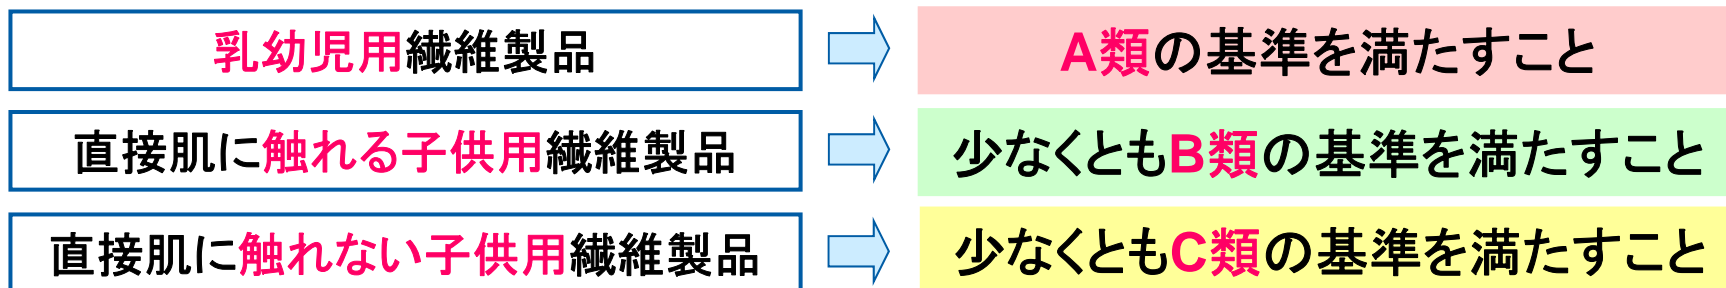 乳幼児用繊維製品
A類の基準を満たすこと
直接肌に触れる子供用繊維製品
少なくともB類の基準を満たすこと
直接肌に触れない子供用繊維製品
少なくともC類の基準を満たすこと